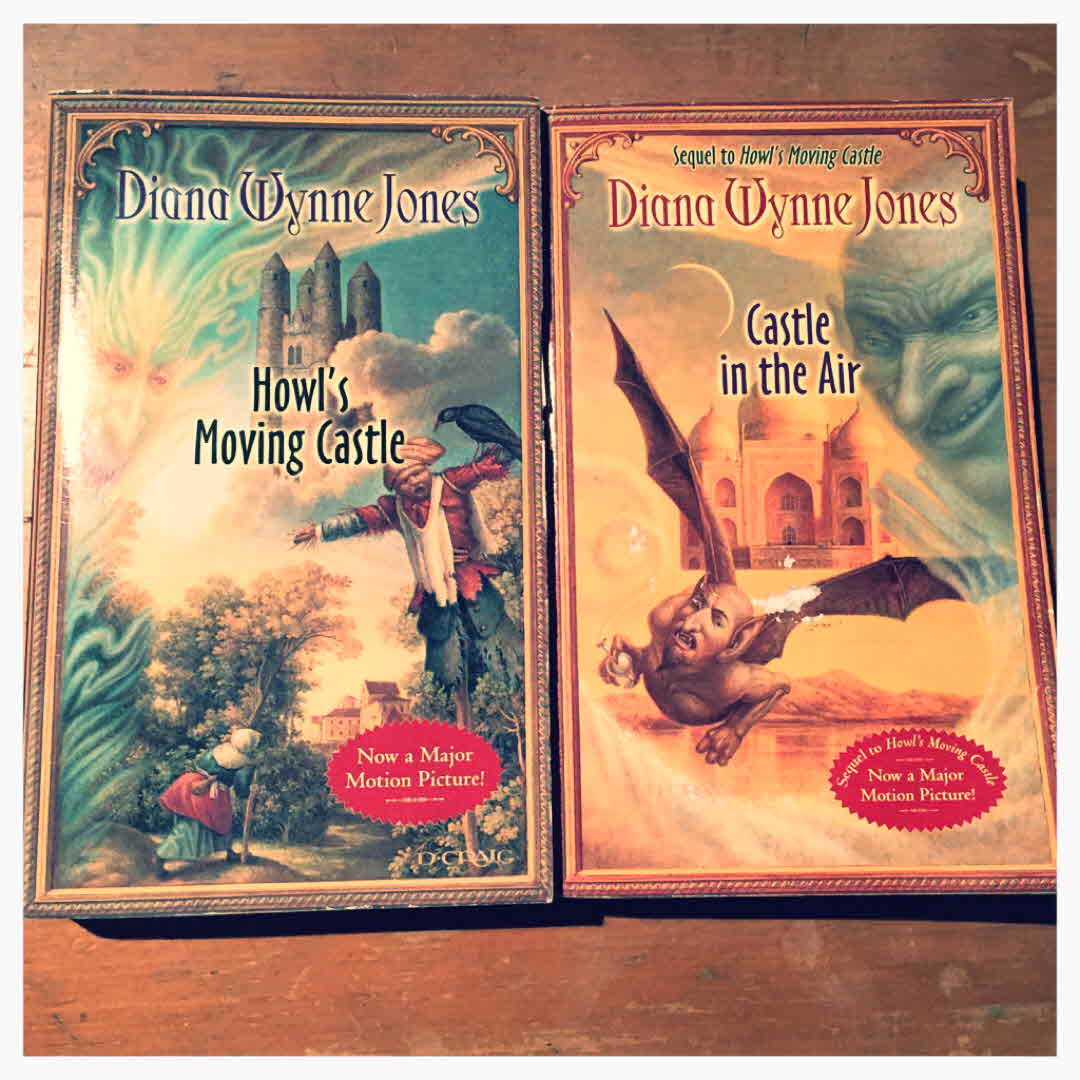 Diana Wynne Jones
Howl's
Moving Castle
Now a Major
Motion Picture!
D•CRAIG
Sequel to Howl's Moving Castle
Diana Wynne Jones
Castle
in the Air
Sequel to Howl's Moving Castle
Now a Major
Motion Picture!